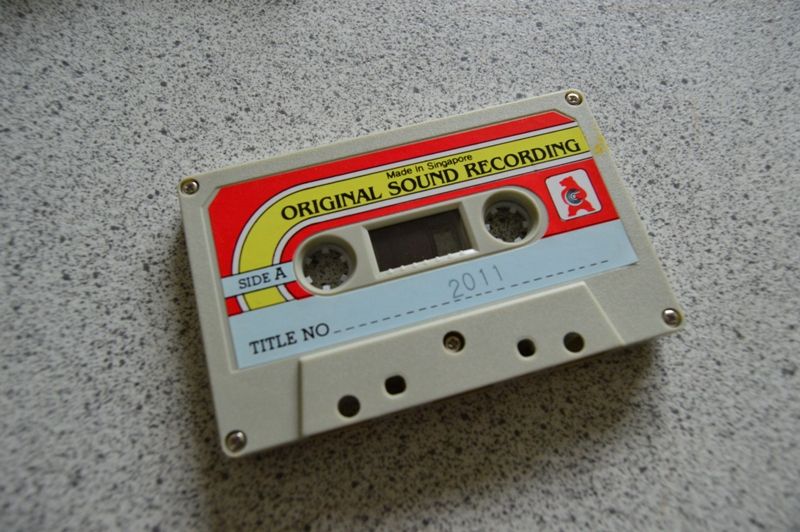 Made in Singapore
ORIGINAL SOUND RECORDING
SIDE A
2011
TITLE NO